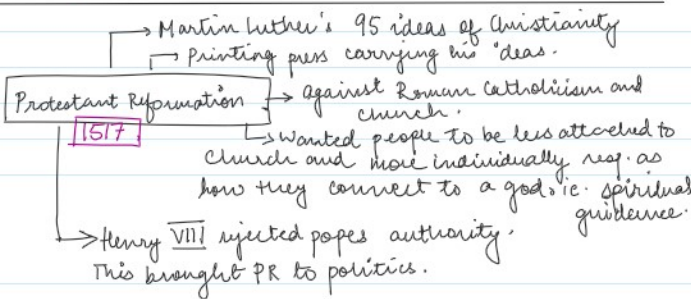 Martin Luther's 95 ideas of Christianity
Printing press carrying his ideas.
Protestant Reformation
1517
against Roman Catholicism and
church.
Wanted people to be less attached to
church and more individually resp. as
how they connect to a god, ie. spiritual
guidence.
Henry VIII rejected popes authority.
This brought PR to politics.